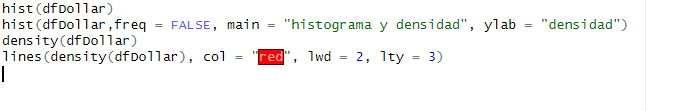 hist(dfDollar)
hist(dfDollar,freq = FALSE, main = "histograma y densidad", ylab = "densidad")
density(dfDollar)
lines(density(dfDollar), col = "red", lwd = 2, lty = 3)